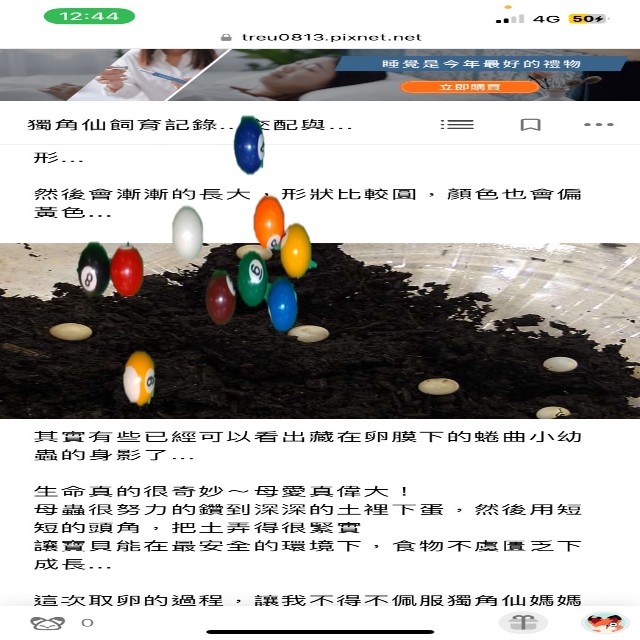 12:44
4G
50
treu0813.pixnet.net
睡覺是今年最好的禮物
立即購買
獨角仙飼育記錄...交配與...
形...
然後會漸漸的長大，形狀比較圓，顏色也會偏
黃色...
8
6
9
其實有些已經可以看出藏在卵膜下的蜷曲小幼
蟲的身影了...
生命真的很奇妙～母愛真偉大！
母蟲很努力的鑽到深深的土裡下蛋，然後用短
短的頭角，把土弄得很緊實
讓寶貝能在最安全的環境下，食物不虞匱乏下
成長...
這次取卵的過程，讓我不得不佩服獨角仙媽媽
0